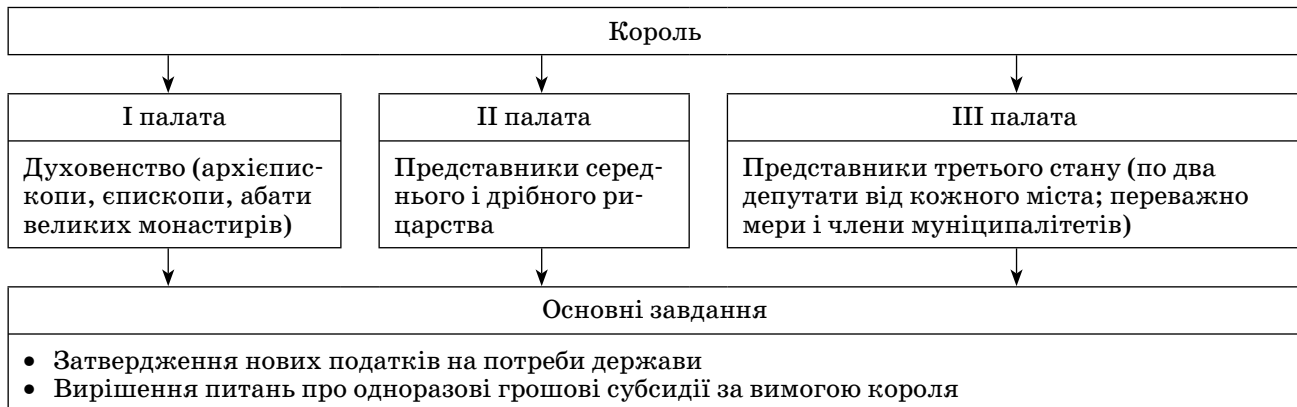 Король
I палата
Духовенство (архієпис-
копи, єпископи, абати
великих монастирів)
II палата
Представники серед-
нього і дрібного ри-
царства
III палата
Представники третього стану (по два
депутати від кожного міста; переважно
мери і члени муніципалітетів)
Основні завдання
• Затвердження нових податків на потреби держави
• Вирішення питань про одноразові грошові субсидії за вимогою короля